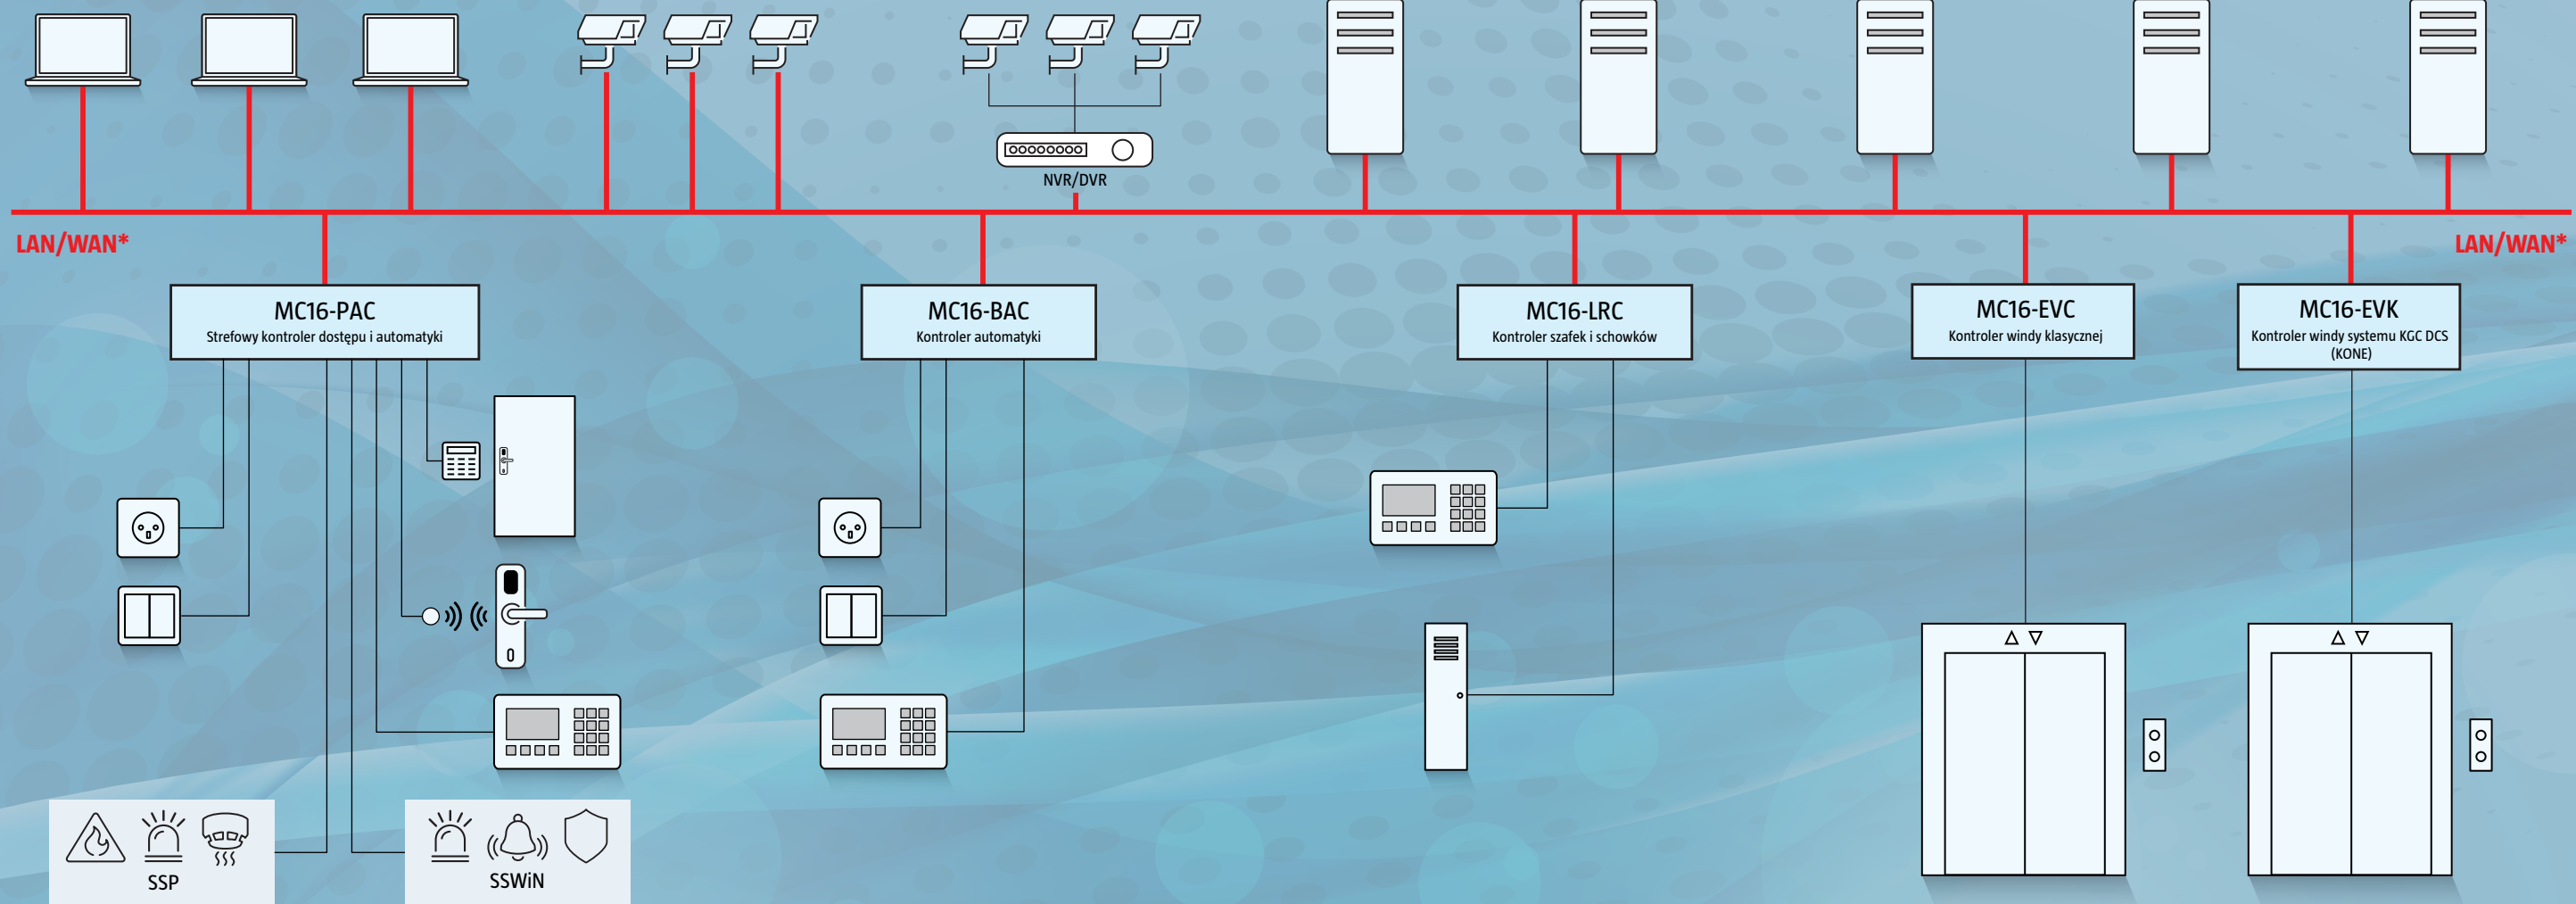 NVR/DVR
LAN/WAN*
LAN/WAN*
MC16-PAC
Strefowy kontroler dostępu i automatyki
MC16-BAC
Kontroler automatyki
MC16-LRC
Kontroler szafek i schowków
MC16-EVC
Kontroler windy klasycznej
MC16-EVK
Kontroler windy systemu KGC DCS
(KONE)
SSP
SSWiN